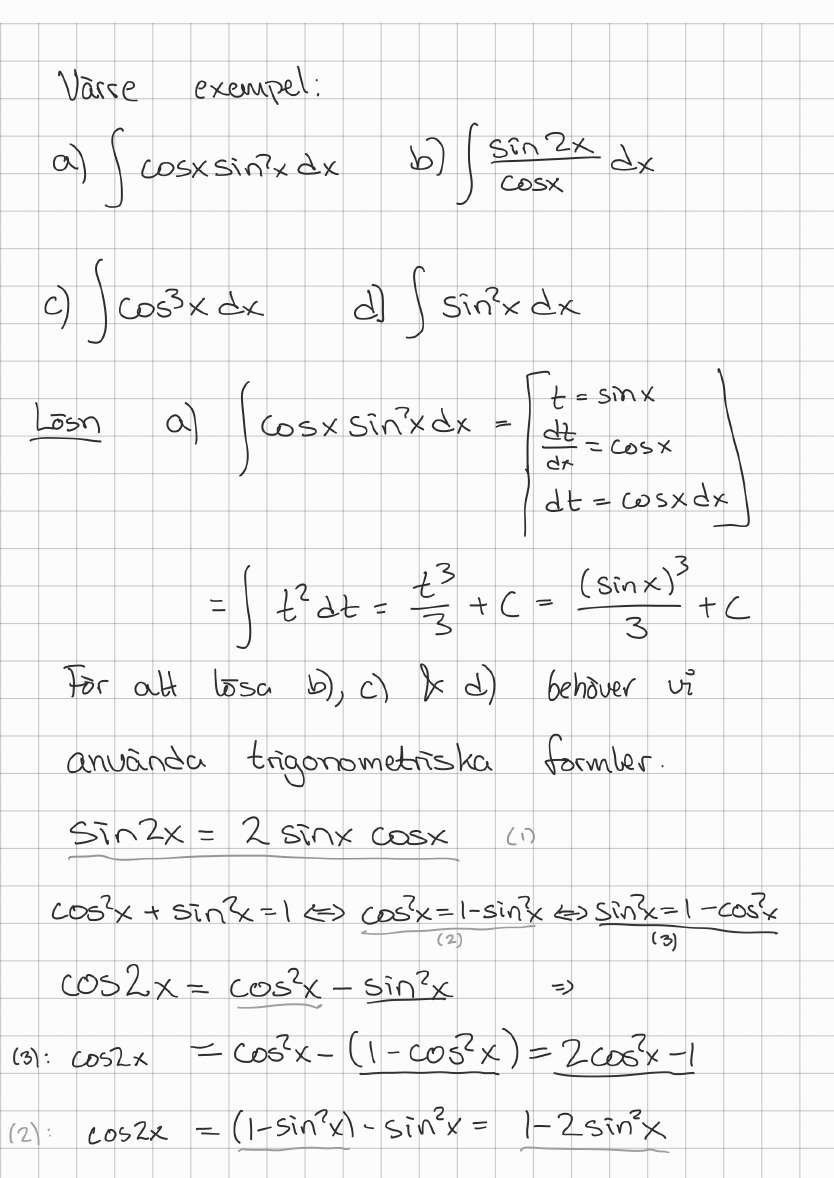 Värre exempel:
a) ∫ cosx sin²x dx b) ∫ sin2x/cosx dx
c) ∫ cos³x dx d) ∫ sin²x dx
Lösn a) ∫ cosx sin²x dx = [ t = sinx
dt/dx = cosx
dt = cosx dx ]
= ∫ t² dt = t³/3 + C = (sinx)³/3 + C
För att lösa b), c) & d) behöver vi
använda trigonometriska formler.
sin2x = 2 sinx cosx (1)
cos²x + sin²x = 1 ⇔ cos²x = 1-sin²x ⇔ sin²x = 1-cos²x
(2) (3)
cos2x = cos²x - sin²x ⇒
(3): cos2x = cos²x - (1-cos²x) = 2cos²x - 1
(2): cos2x = (1-sin²x) - sin²x = 1-2sin²x